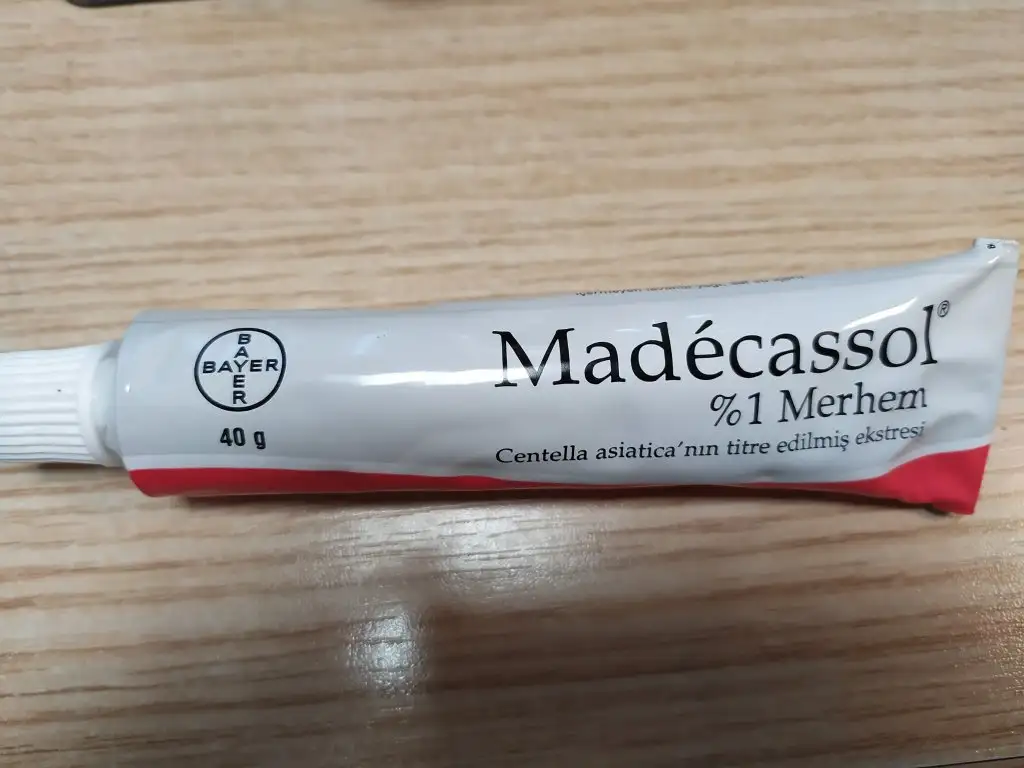 BAYER
BAYER
40 g
Madécassol®
%1 Merhem
Centella asiatica'nın titre edilmiş ekstresi